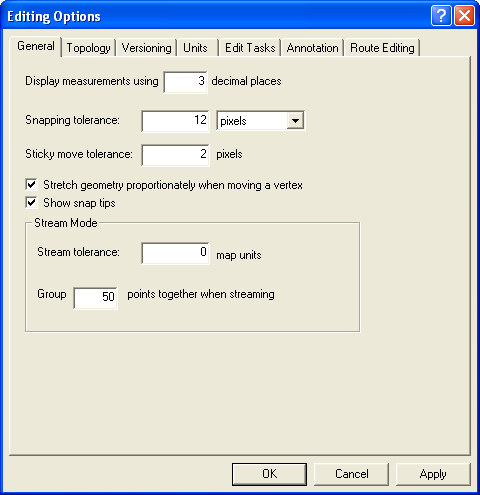 Editing Options
General Topology Versioning Units Edit Tasks Annotation Route Editing
Display measurements using 3 decimal places
Snapping tolerance: 12 pixels
Sticky move tolerance: 2 pixels
Stretch geometry proportionately when moving a vertex
Show snap tips
Stream Mode
Stream tolerance: 0 map units
Group 50 points together when streaming
OK Cancel Apply